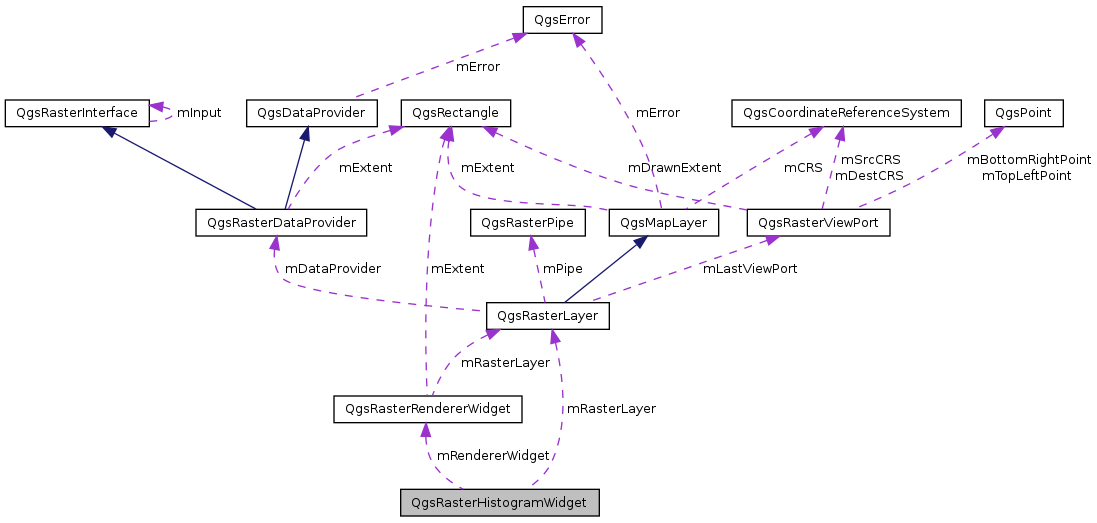 QgsError
mError
QgsRasterInterface
mInput
QgsDataProvider
QgsRectangle
mError
QgsCoordinateReferenceSystem
QgsPoint
mExtent
mExtent
mDrawnExtent
mCRS
mSrcCRS
mDestCRS
mBottomRightPoint
mTopLeftPoint
QgsRasterDataProvider
QgsRasterPipe
QgsMapLayer
QgsRasterViewPort
mDataProvider
mExtent
mPipe
mLastViewPort
QgsRasterLayer
mRasterLayer
QgsRasterRendererWidget
mRasterLayer
mRendererWidget
QgsRasterHistogramWidget